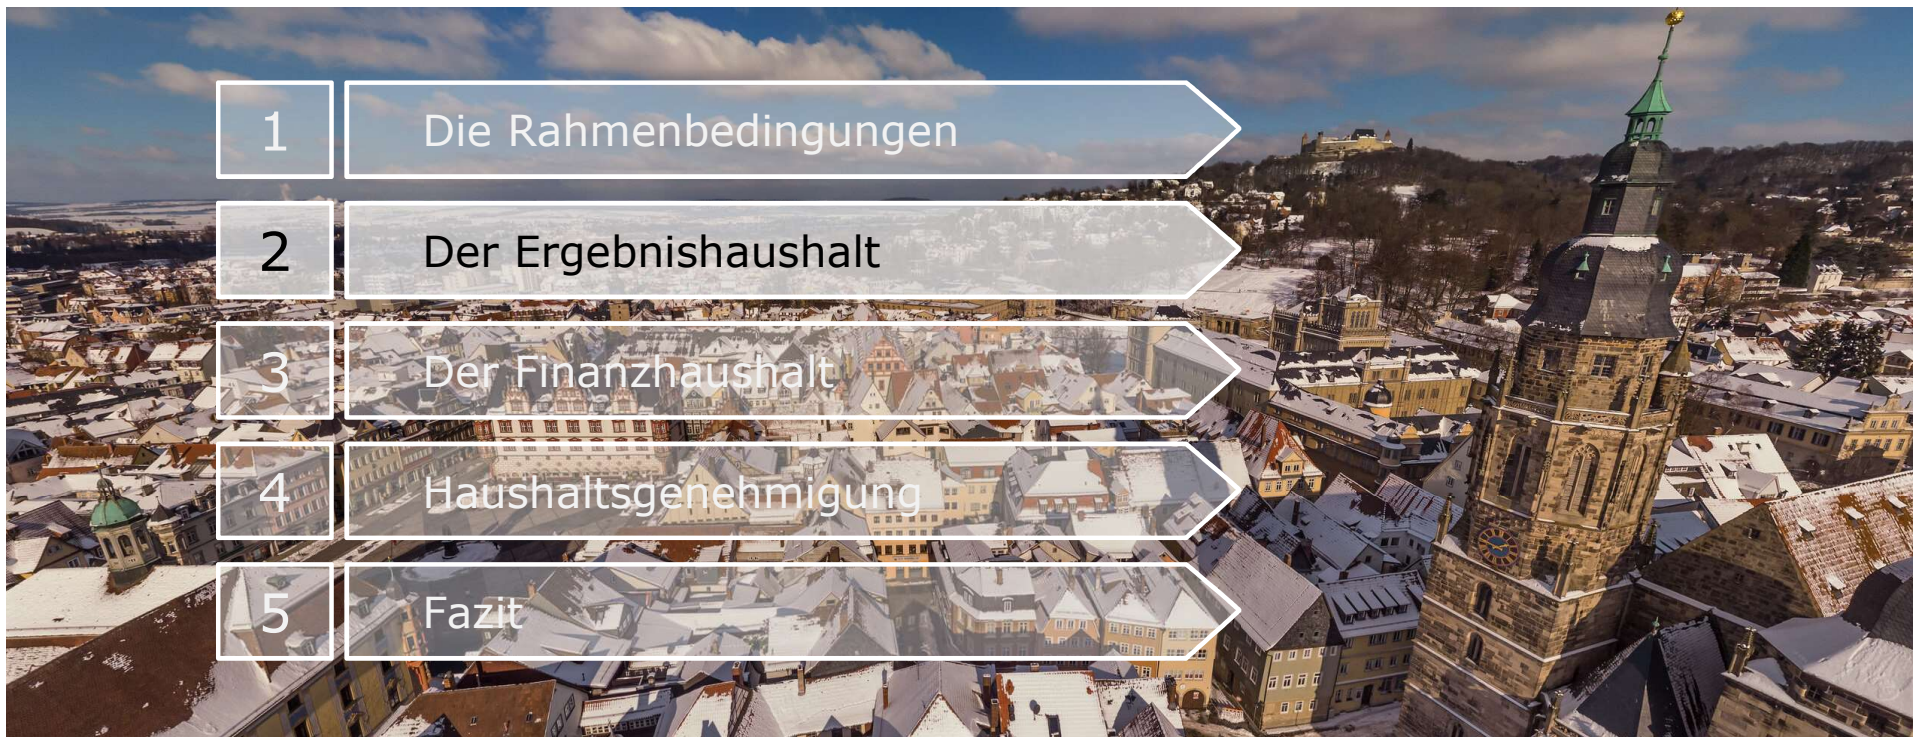 1 Die Rahmenbedingungen
2 Der Ergebnishaushalt
3 Der Finanzhaushalt
4 Haushaltsgenehmigung
5 Fazit